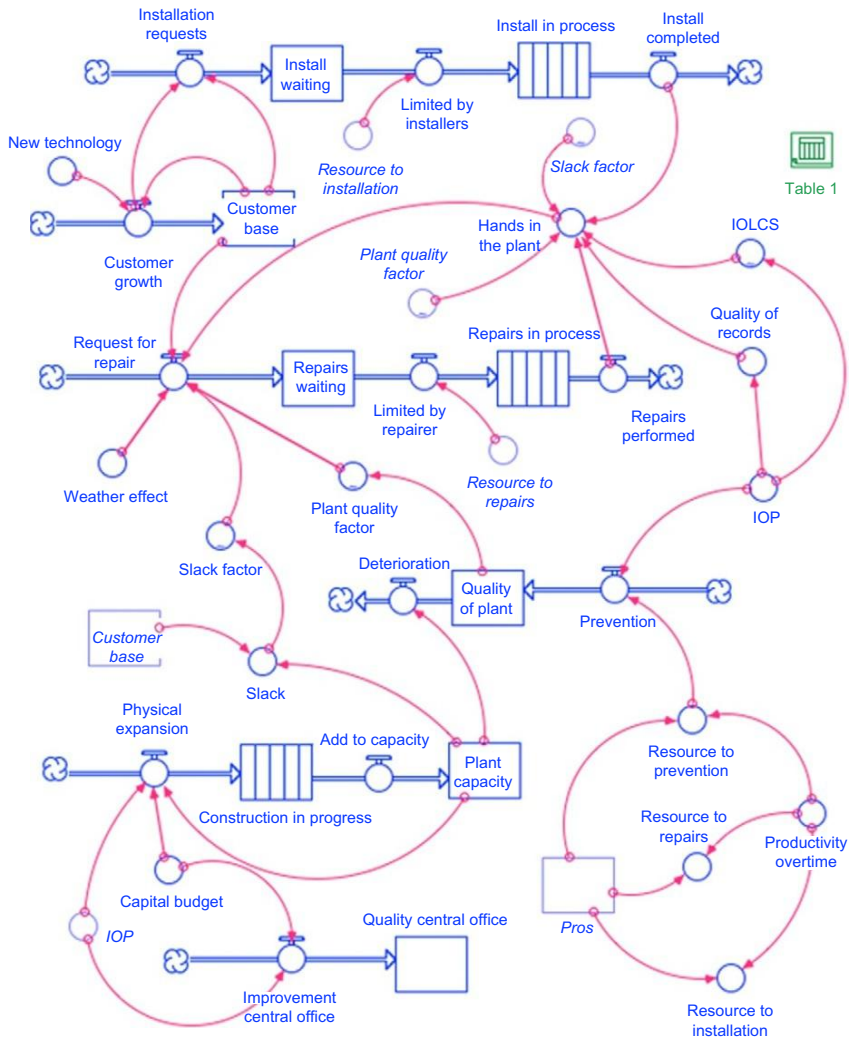 Installation
requests
Install in process
Install
completed
Install
waiting
Limited by
installers
New technology
Resource to
installation
Slack factor
Table 1
Customer
base
Hands in
the plant
IOLCS
Customer
growth
Plant quality
factor
Quality of
records
Request for
repair
Repairs in process
Repairs
waiting
Limited by
repairer
Repairs
performed
Weather effect
Plant quality
factor
Resource to
repairs
IOP
Slack factor
Deterioration
Quality
of plant
Prevention
Customer
base
Slack
Physical
expansion
Add to capacity
Plant
capacity
Resource to
prevention
Construction in progress
Resource to
repairs
Productivity
overtime
Capital budget
IOP
Quality central office
Pros
Improvement
central office
Resource to
installation